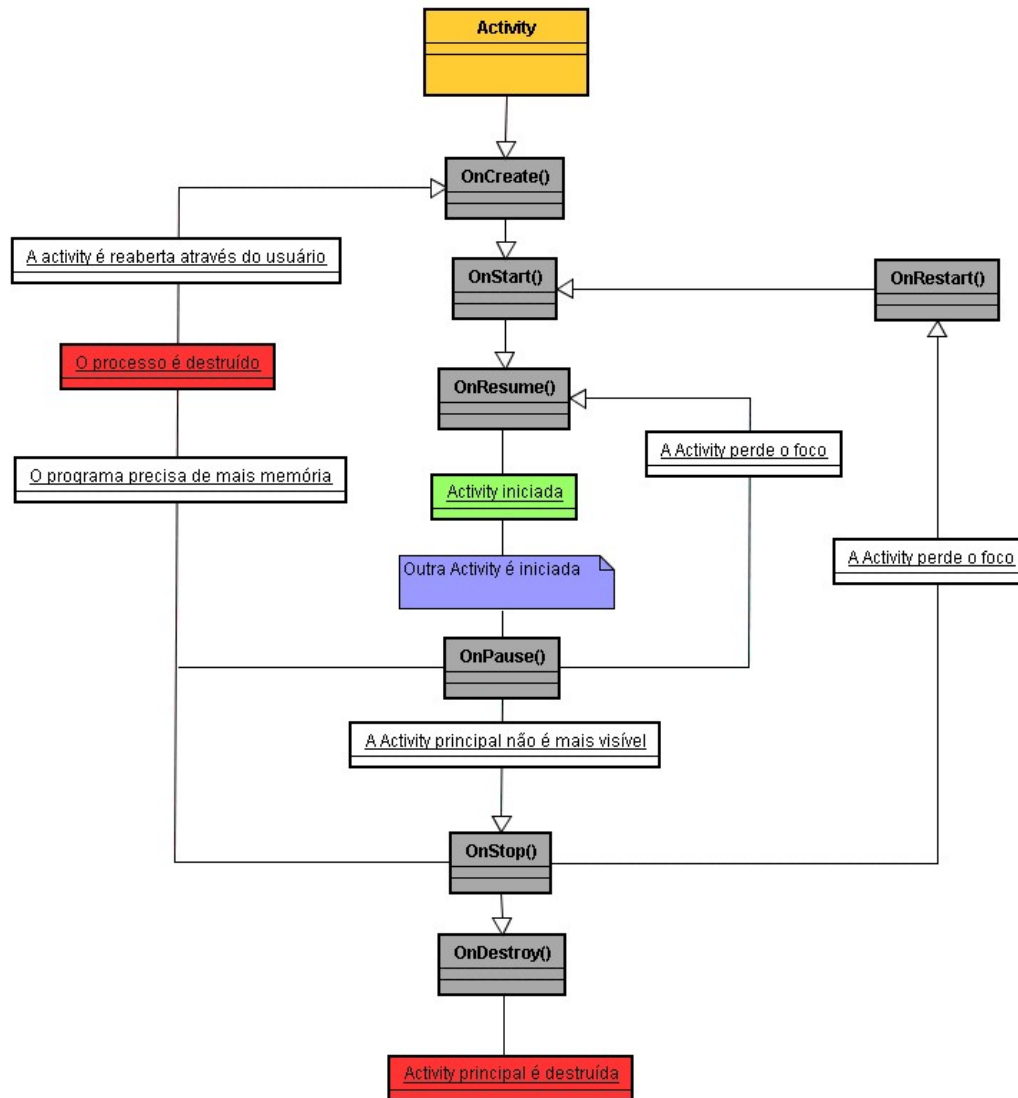 Activity
OnCreate()
A activity é reaberta através do usuário
OnStart()
OnRestart()
O processo é destruído
OnResume()
A Activity perde o foco
O programa precisa de mais memória
Activity iniciada
A Activity perde o foco
Outra Activity é iniciada
OnPause()
A Activity principal não é mais visível
OnStop()
OnDestroy()
Activity principal é destruída